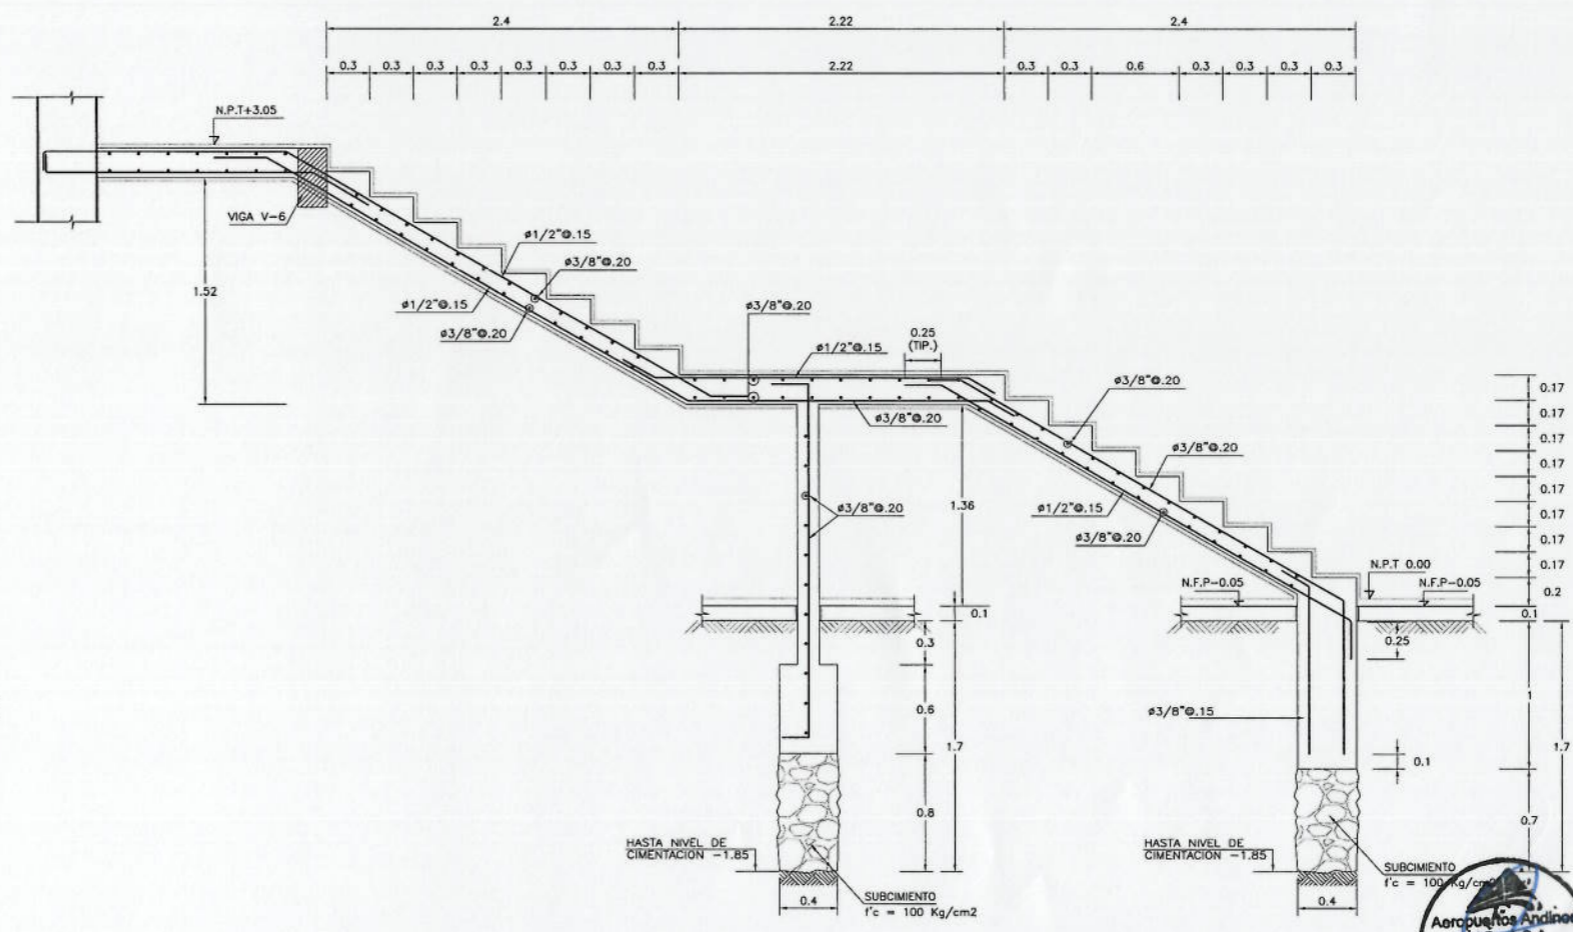 2.4 2.22 2.4
0.3 0.3 0.3 0.3 0.3 0.3 0.3 0.3 2.22 0.3 0.3 0.6 0.3 0.3 0.3 0.3
N.P.T+3.05
VIGA V-6
1.52
ø1/2"@.15
ø3/8"@.20
ø1/2"@.15
ø3/8"@.20
ø3/8"@.20
ø1/2"@.15
0.25
(TIP.)
ø3/8"@.20
ø3/8"@.20
ø3/8"@.20
ø1/2"@.15
ø3/8"@.20
ø3/8"@.20
1.36
0.17
0.17
0.17
0.17
0.17
0.17
0.17
0.17
0.2
0.1
N.F.P-0.05
N.P.T 0.00
N.F.P-0.05
0.1
0.3
0.6
0.8
1.7
0.25
ø3/8"@.15
0.1
1
0.7
1.7
HASTA NIVEL DE
CIMENTACION -1.85
SUBCIMIENTO
f'c = 100 Kg/cm2
0.4
HASTA NIVEL DE
CIMENTACION -1.85
SUBCIMIENTO
f'c = 100 Kg/cm2
0.4
Aeropuertos Andinos